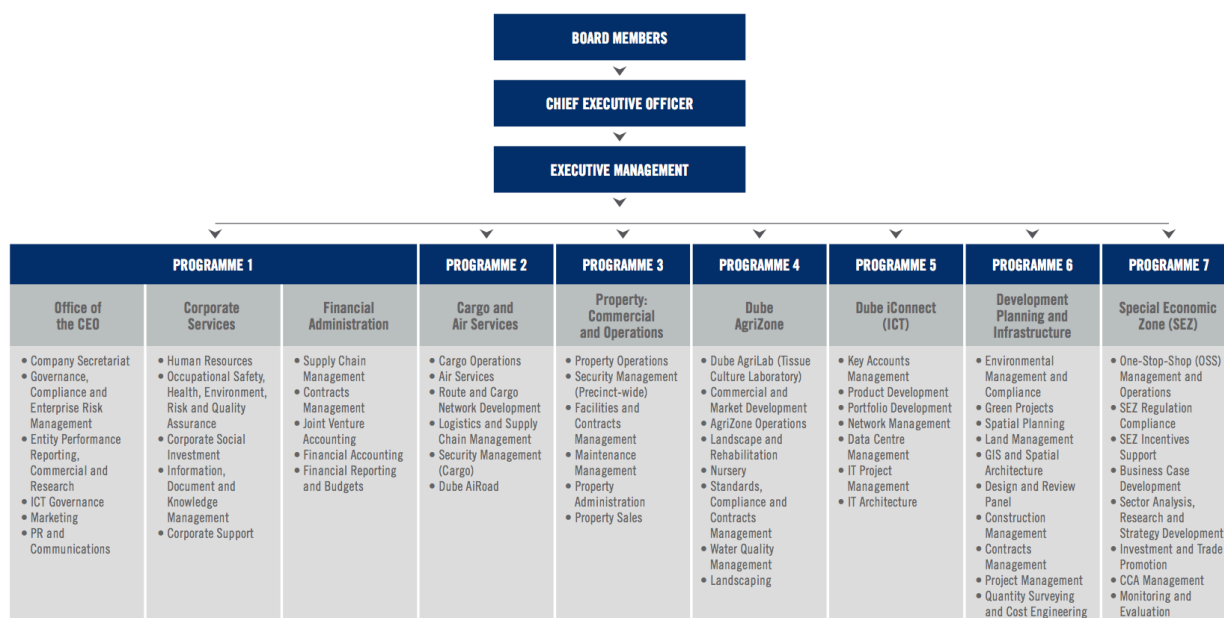 BOARD MEMBERS
CHIEF EXECUTIVE OFFICER
EXECUTIVE MANAGEMENT
PROGRAMME 1
Office of
the CEO
• Company Secretariat
• Governance,
Compliance and
Enterprise Risk
Management
• Entity Performance
Reporting,
Commercial and
Research
• ICT Governance
• Marketing
• PR and
Communications
Corporate
Services
• Human Resources
• Occupational Safety,
Health, Environment,
Risk and Quality
Assurance
• Corporate Social
Investment
• Information,
Document and
Knowledge
Management
• Corporate Support
Financial
Administration
• Supply Chain
Management
• Contracts
Management
• Joint Venture
Accounting
• Financial Accounting
• Financial Reporting
and Budgets
PROGRAMME 2
Cargo and
Air Services
• Cargo Operations
• Air Services
• Route and Cargo
Network Development
• Logistics and Supply
Chain Management
• Security Management
(Cargo)
• Dube AiRoad
PROGRAMME 3
Property:
Commercial
and Operations
• Property Operations
• Security Management
(Precinct-wide)
• Facilities and
Contracts
Management
• Maintenance
Management
• Property
Administration
• Property Sales
PROGRAMME 4
Dube
AgriZone
• Dube AgriLab (Tissue
Culture Laboratory)
• Commercial and
Market Development
• AgriZone Operations
• Landscape and
Rehabilitation
• Nursery
• Standards,
Compliance and
Contracts
Management
• Water Quality
Management
• Landscaping
PROGRAMME 5
Dube iConnect
(ICT)
• Key Accounts
Management
• Product Development
• Portfolio Development
• Network Management
• Data Centre
Management
• IT Project
Management
• IT Architecture
PROGRAMME 6
Development
Planning and
Infrastructure
• Environmental
Management and
Compliance
• Green Projects
• Spatial Planning
• Land Management
• GIS and Spatial
Architecture
• Design and Review
Panel
• Construction
Management
• Contracts
Management
• Project Management
• Quantity Surveying
and Cost Engineering
PROGRAMME 7
Special Economic
Zone (SEZ)
• One-Stop-Shop (OSS)
Management and
Operations
• SEZ Regulation
Compliance
• SEZ Incentives
Support
• Business Case
Development
• Sector Analysis,
Research and
Strategy Development
• Investment and Trade
Promotion
• CCA Management
• Monitoring and
Evaluation